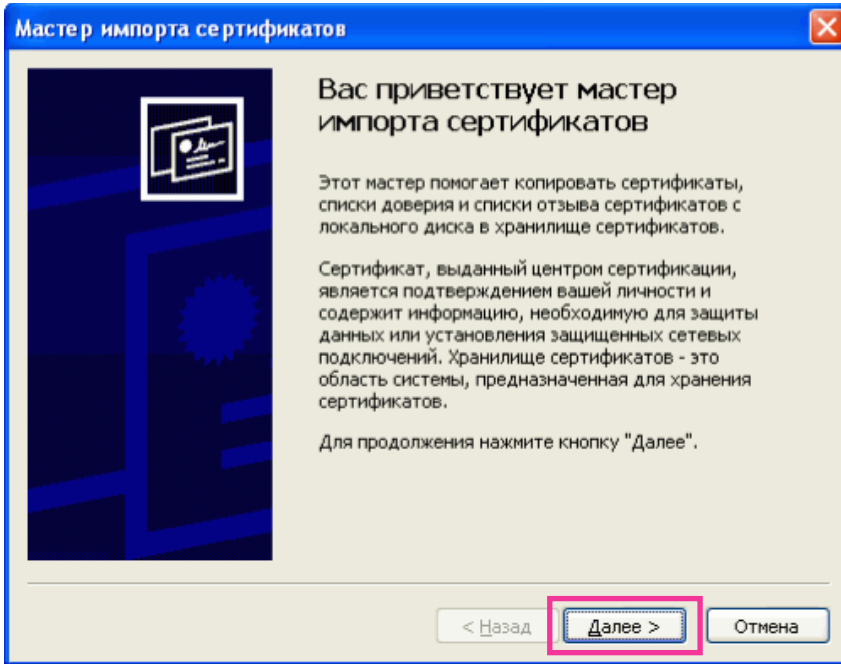 Мастер импорта сертификатов
Вас приветствует мастер
импорта сертификатов
Этот мастер помогает копировать сертификаты,
списки доверия и списки отзыва сертификатов с
локального диска в хранилище сертификатов.
Сертификат, выданный центром сертификации,
является подтверждением вашей личности и
содержит информацию, необходимую для защиты
данных или установления защищенных сетевых
подключений. Хранилище сертификатов - это
область системы, предназначенная для хранения
сертификатов.
Для продолжения нажмите кнопку "Далее".
< Назад Далее > Отмена